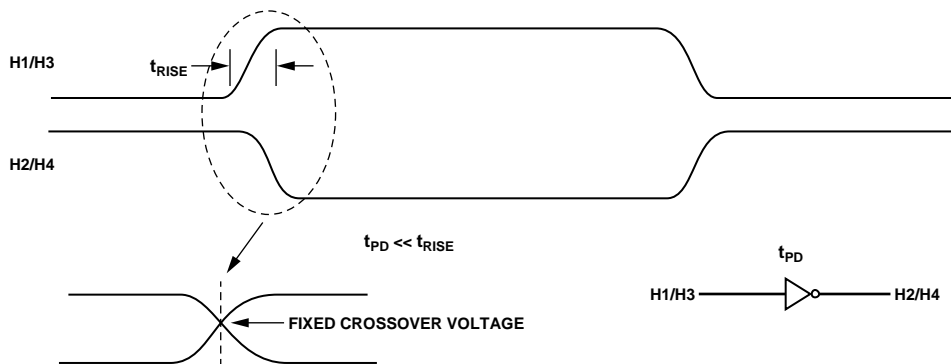 H1/H3
tRISE
H2/H4
tPD << tRISE
tPD
H1/H3
H2/H4
FIXED CROSSOVER VOLTAGE